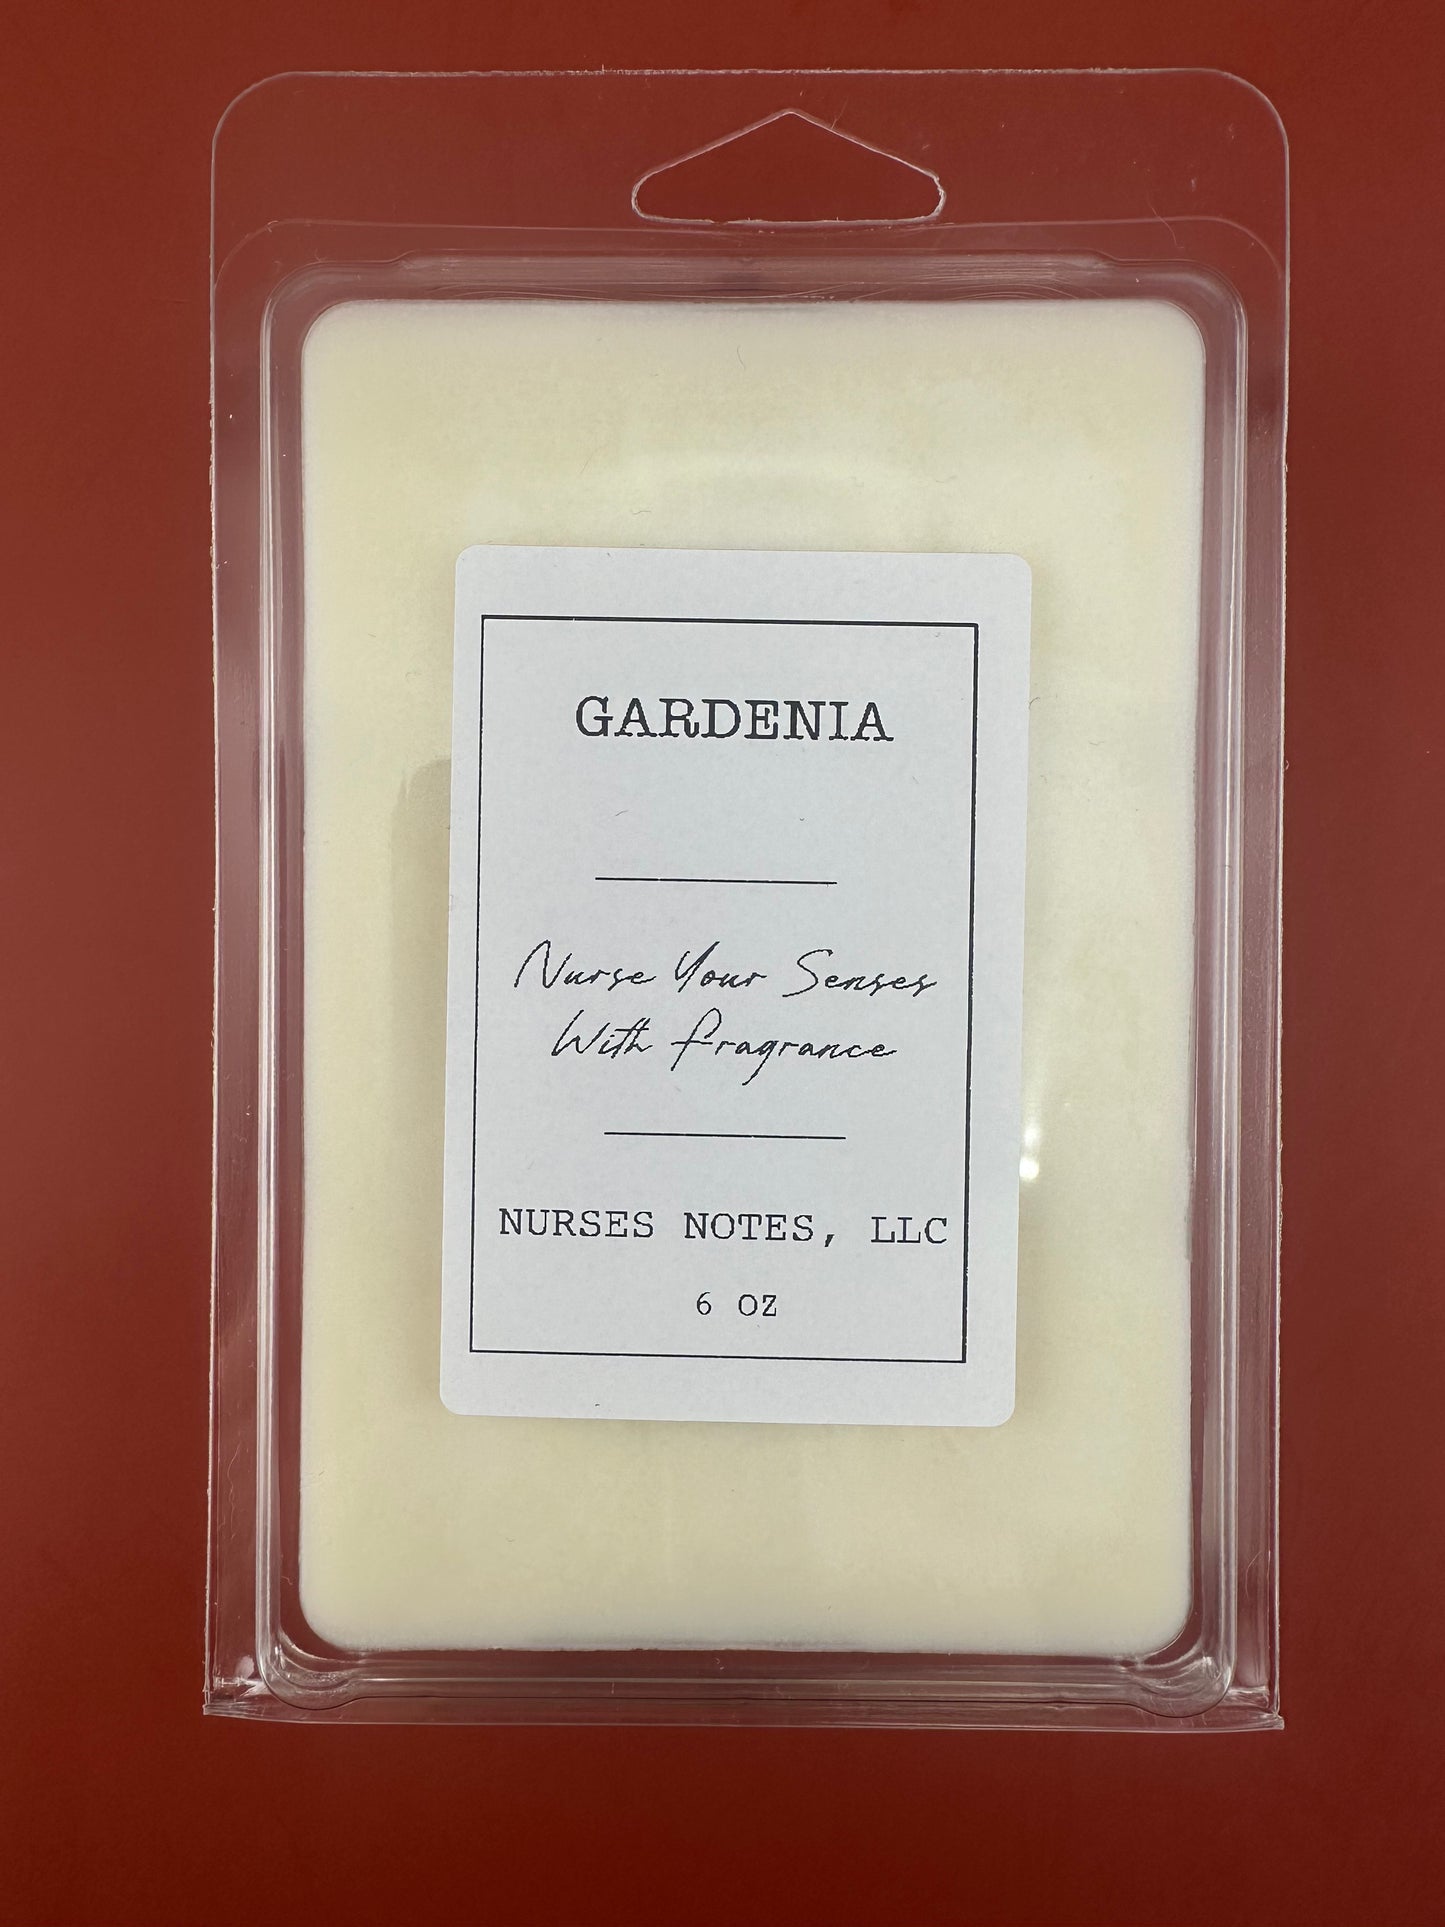 GARDENIA
Nurse Your Senses
With Fragrance
NURSES NOTES, LLC
6 OZ